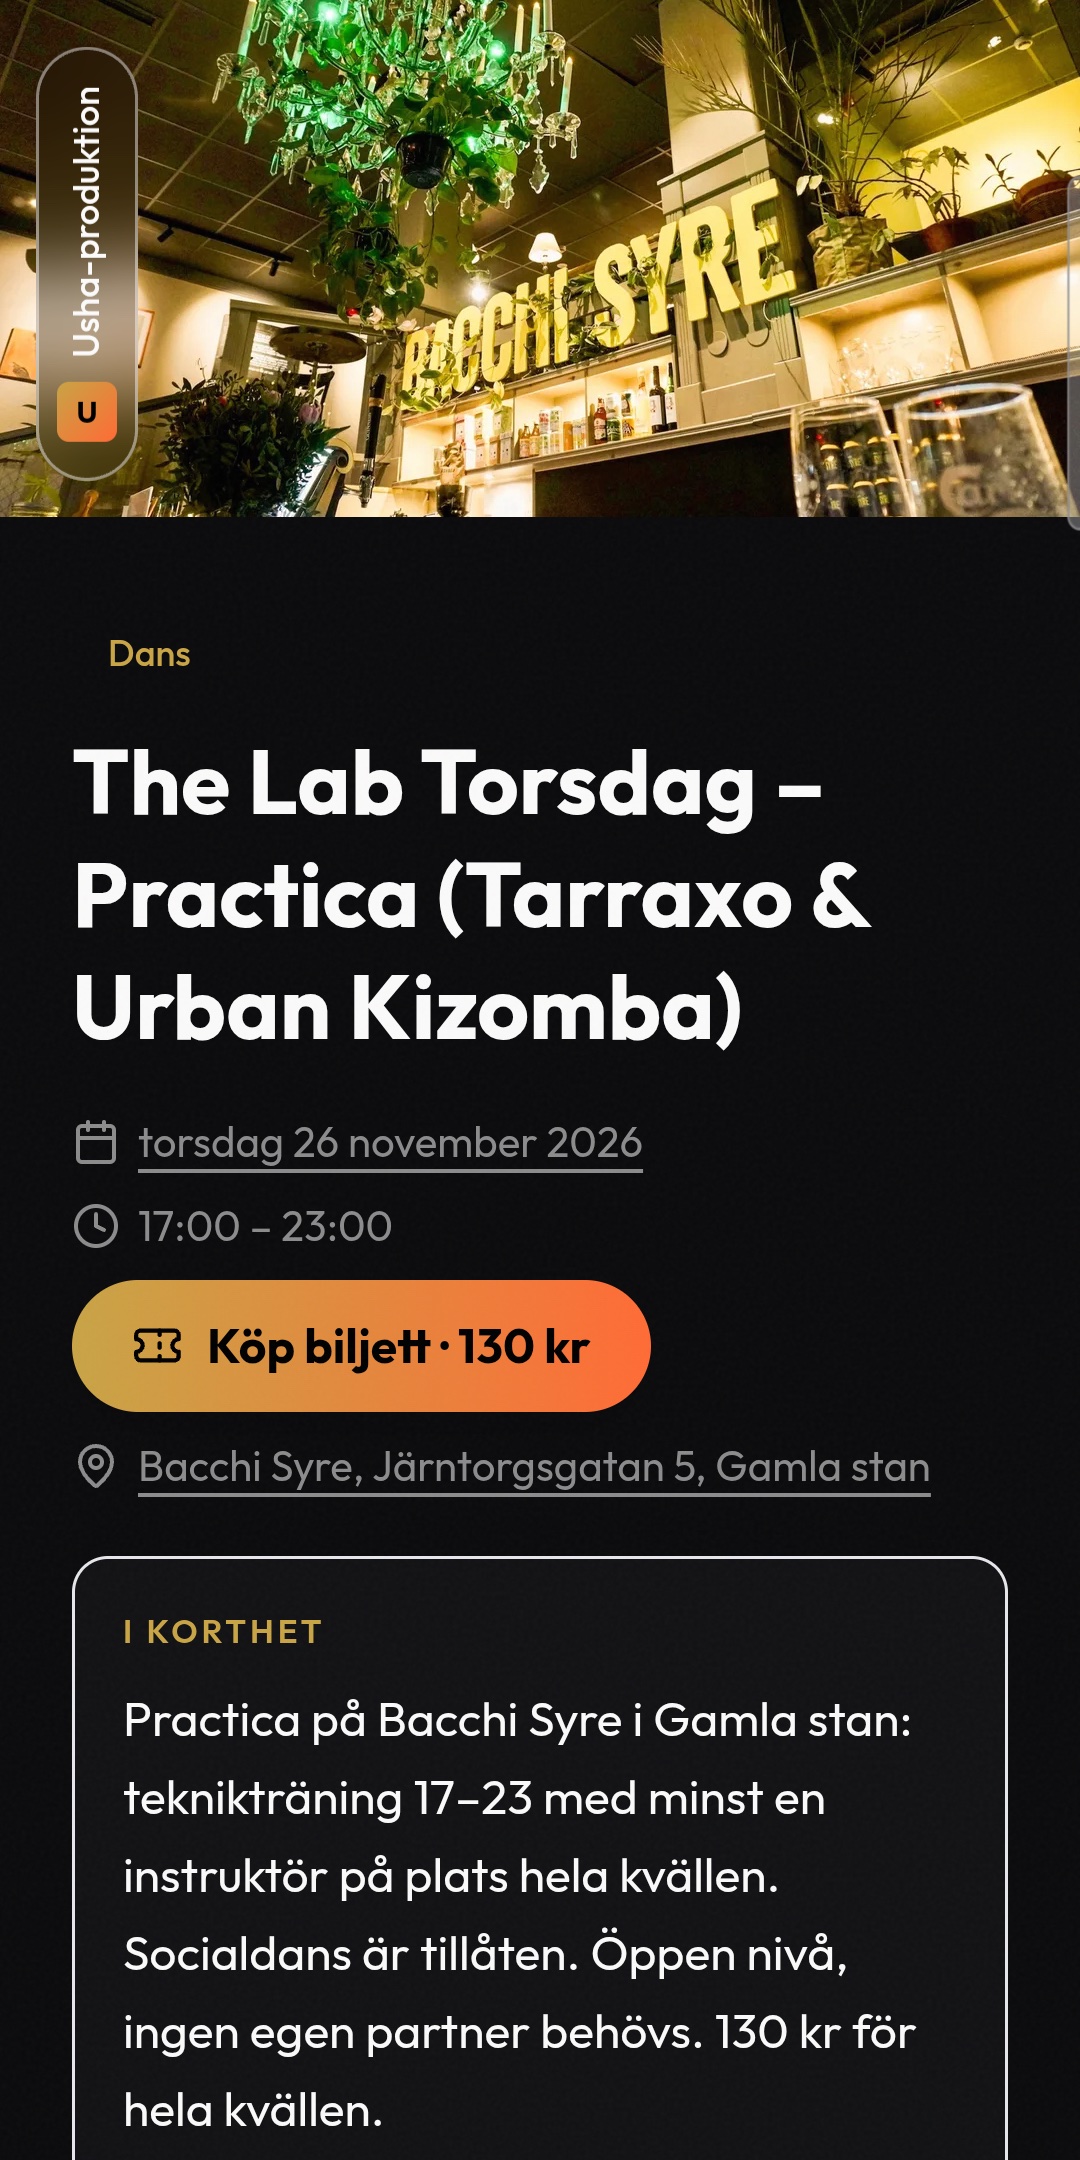 Usha-produktion
U
BACCHI SYRE
Dans
The Lab Torsdag –
Practica (Tarraxo &
Urban Kizomba)
torsdag 26 november 2026
17:00 – 23:00
Köp biljett · 130 kr
Bacchi Syre, Järntorgsgatan 5, Gamla stan
I KORTHET
Practica på Bacchi Syre i Gamla stan:
teknikträning 17–23 med minst en
instruktör på plats hela kvällen.
Socialdans är tillåten. Öppen nivå,
ingen egen partner behövs. 130 kr för
hela kvällen.